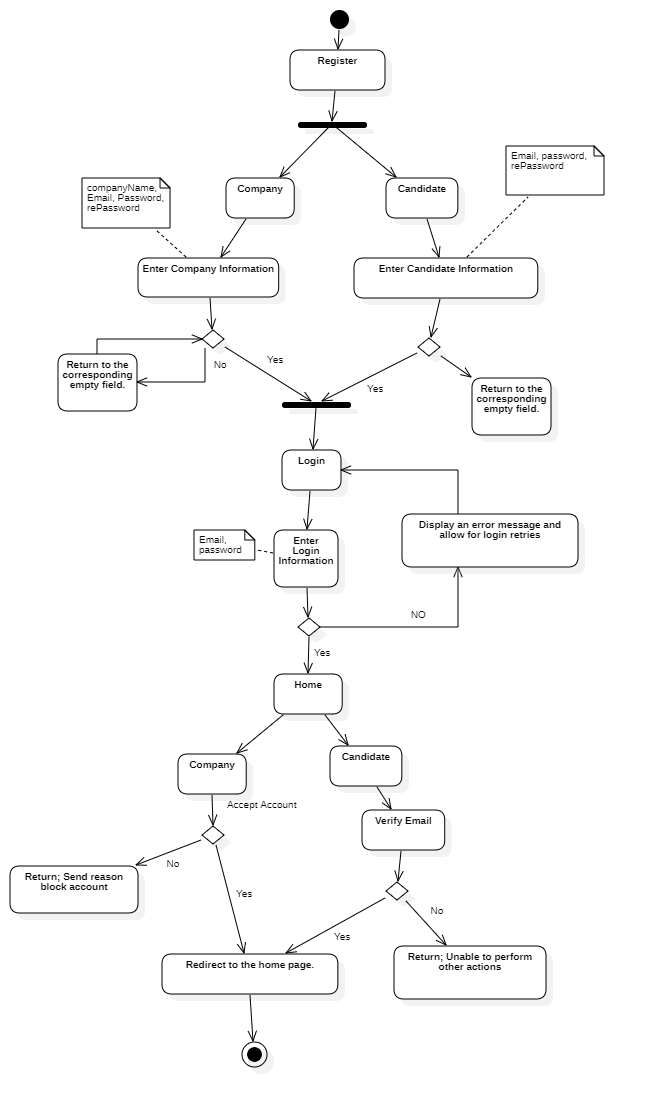 Register
Email, password,
rePassword
companyName,
Email, Password,
rePassword
Company
Candidate
Enter Company Information
Enter Candidate Information
No
Yes
Yes
Return to the
corresponding
empty field.
Return to the
corresponding
empty field.
Login
Email,
password
Enter
Login
Information
Display an error message and
allow for login retries
NO
Yes
Home
Company
Candidate
Accept Account
Verify Email
No
Return; Send reason
block account
Yes
Yes
No
Return; Unable to perform
other actions
Redirect to the home page.